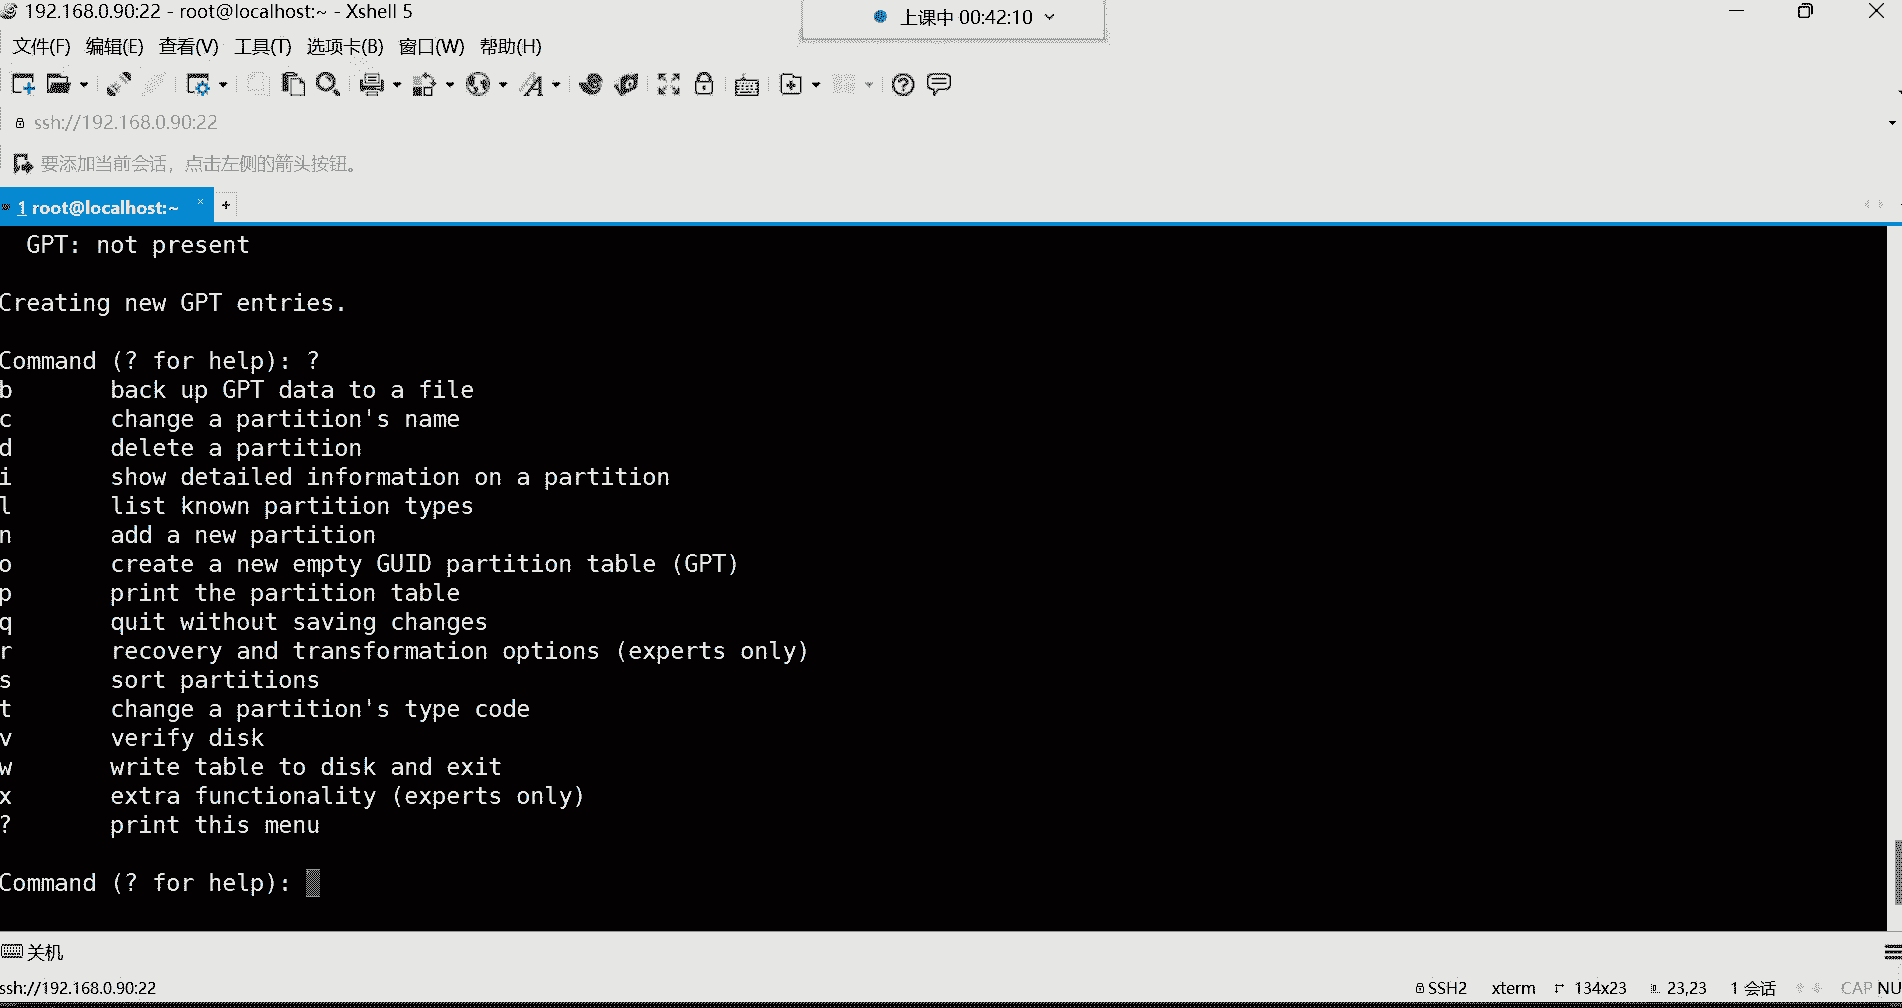 192.168.0.90:22 - root@localhost:~ - Xshell 5
上课中 00:42:10
文件(F) 编辑(E) 查看(V) 工具(T) 选项卡(B) 窗口(W) 帮助(H)
ssh://192.168.0.90:22
要添加当前会话，点击左侧的箭头按钮。
1 root@localhost:~ × +
GPT: not present
Creating new GPT entries.
Command (? for help): ?
b back up GPT data to a file
c change a partition's name
d delete a partition
i show detailed information on a partition
l list known partition types
n add a new partition
o create a new empty GUID partition table (GPT)
p print the partition table
q quit without saving changes
r recovery and transformation options (experts only)
s sort partitions
t change a partition's type code
v verify disk
w write table to disk and exit
x extra functionality (experts only)
? print this menu
Command (? for help):
关机
ssh://192.168.0.90:22 SSH2 xterm 134x23 23,23 1 会话 CAP NU